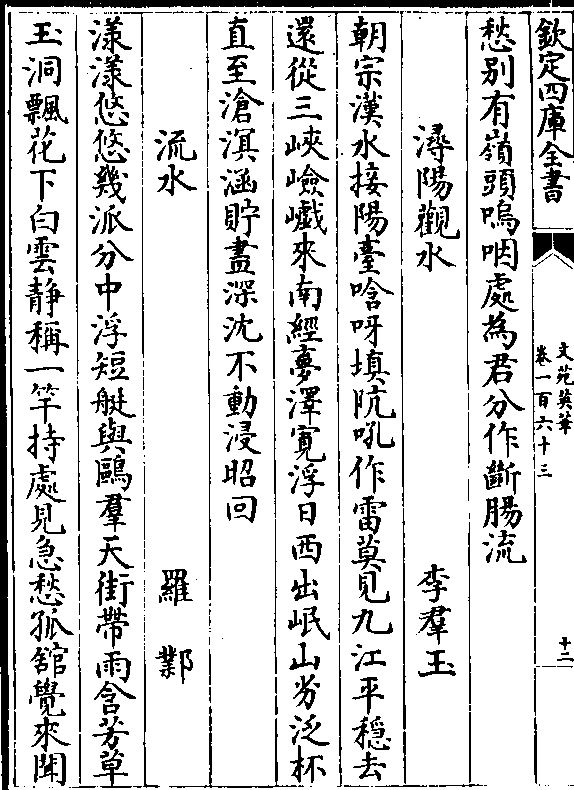 欽定四庫全書
文苑英華
卷一百六十三
十二
愁別有嶺頭嗚咽處為君分作斷腸流
潯陽觀水 李羣玉
朝宗漢水接陽臺唅呀填阬吼作雷莫見九江平穏去
還從三峽嶮巇來南經夢澤寛浮日西出岷山劣泛杯
直至滄溟涵貯盡深沈不動浸昭回
流水 羅鄴
漾漾悠悠幾派分中浮短艇與鷗羣天街帶雨含芳草
玉洞飄花下白雲静稱一竿持處見急愁孤舘覺來聞